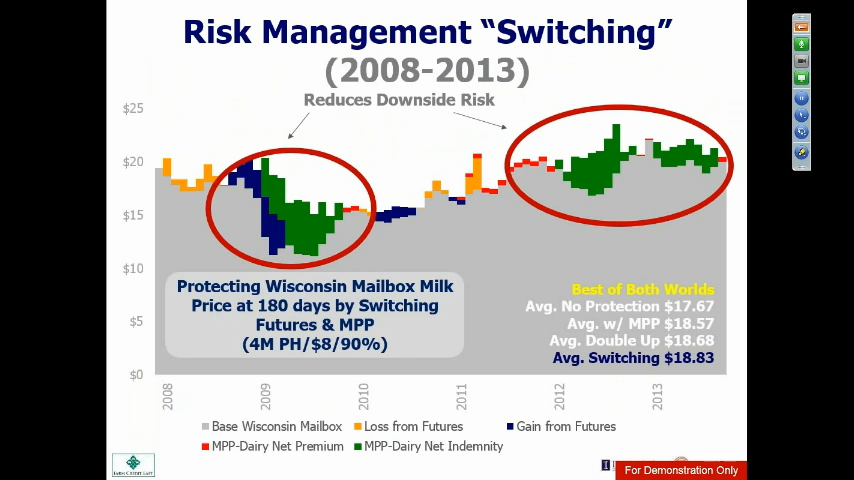 Risk Management “Switching”
(2008-2013)
Reduces Downside Risk
$25
$20
$15
$10
$5
$0
Protecting Wisconsin Mailbox Milk
Price at 180 days by Switching
Futures & MPP
(4M PH/$8/90%)
Best of Both Worlds
Avg. No Protection $17.67
Avg. w/ MPP $18.57
Avg. Double Up $18.68
Avg. Switching $18.83
2008
2009
2010
2011
2012
2013
Base Wisconsin Mailbox
Loss from Futures
Gain from Futures
MPP-Dairy Net Premium
MPP-Dairy Net Indemnity
Farm Credit East
For Demonstration Only